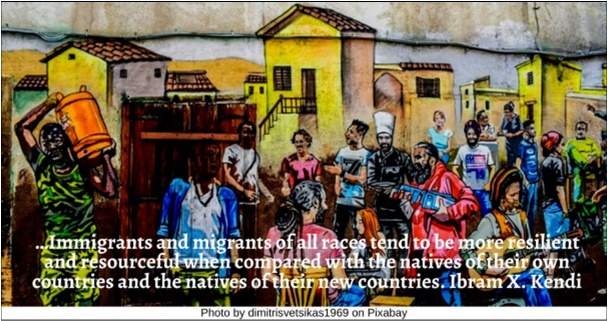 ...Immigrants and migrants of all races tend to be more resilient
and resourceful when compared with the natives of their own
countries and the natives of their new countries. Ibram X. Kendi
Photo by dimitrisvetsikas1969 on Pixabay